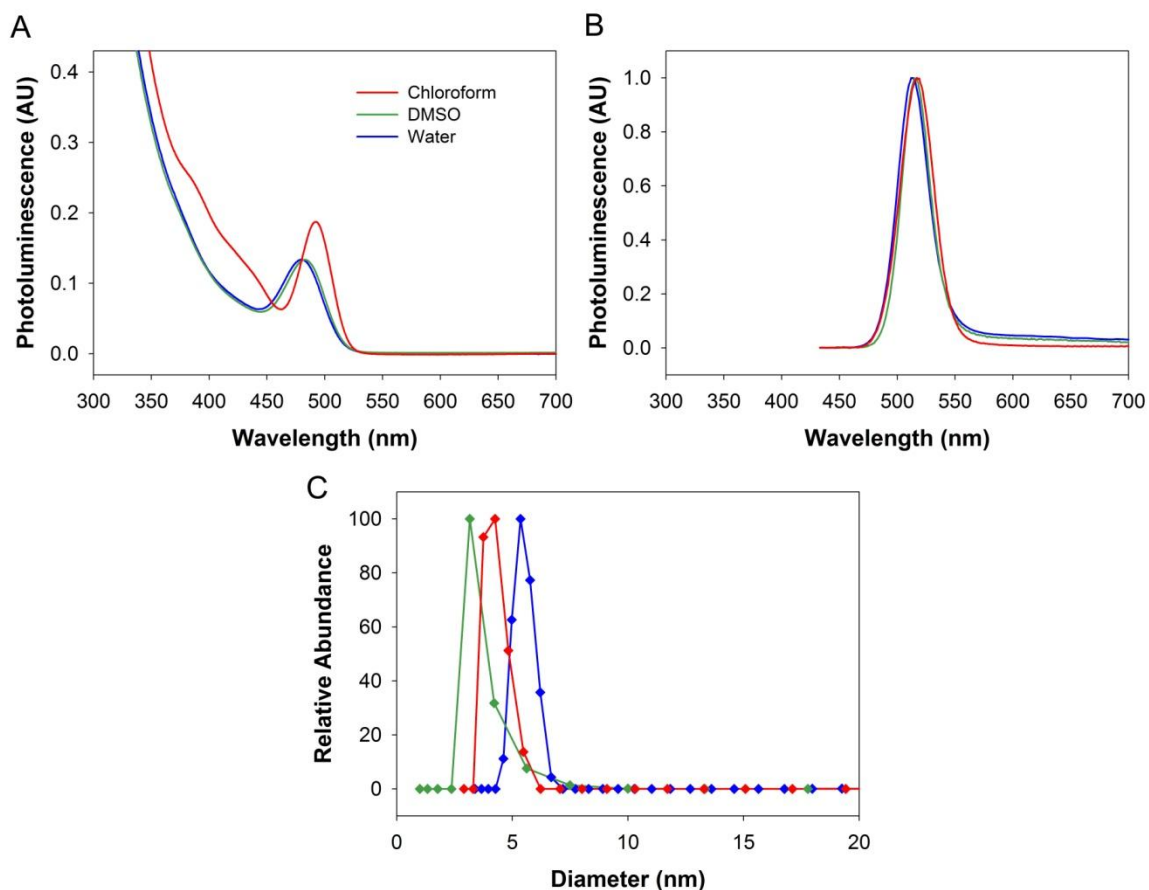 A
Photoluminescence (AU)
0.4
0.3
0.2
0.1
0.0
Chloroform
DMSO
Water
300 350 400 450 500 550 600 650 700
Wavelength (nm)
B
Photoluminescence (AU)
1.0
0.8
0.6
0.4
0.2
0.0
300 350 400 450 500 550 600 650 700
Wavelength (nm)
C
Relative Abundance
100
80
60
40
20
0
0 5 10 15 20
Diameter (nm)